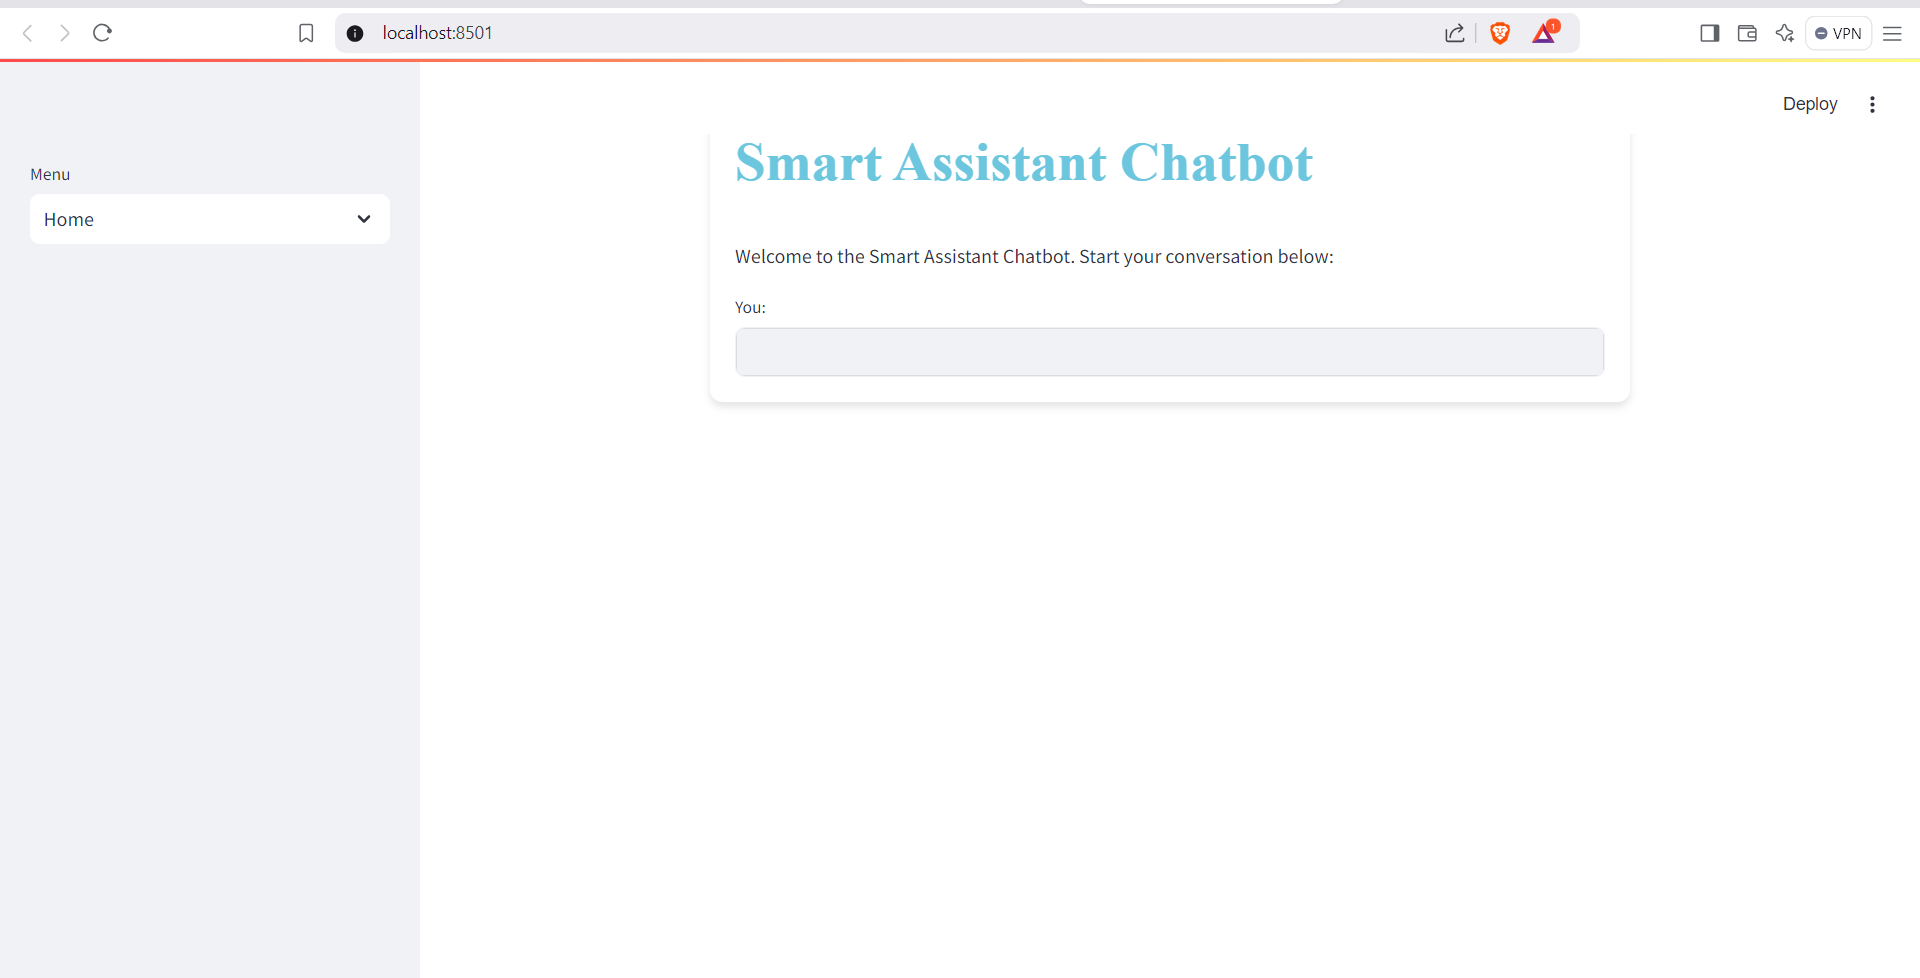 localhost:8501
1
VPN
Deploy
Menu
Home
Smart Assistant Chatbot
Welcome to the Smart Assistant Chatbot. Start your conversation below:
You: